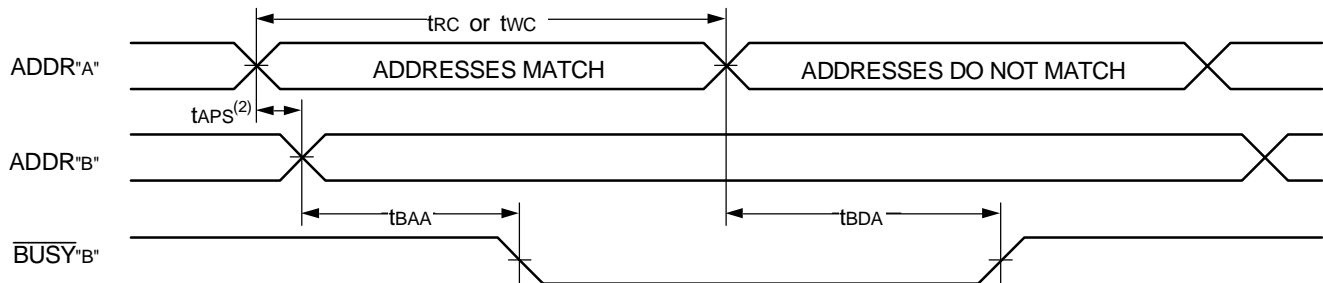 tRC or tWC
ADDR"A"
ADDRESSES MATCH
ADDRESSES DO NOT MATCH
tAPS(2)
ADDR"B"
tBAA
tBDA
BUSY"B"